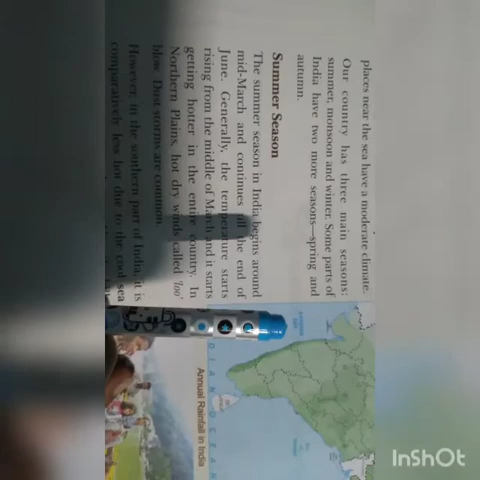 places near the sea have a moderate climate.
Our country has three main seasons:
summer, monsoon and winter. Some parts of
India have two more seasons—spring and
autumn.
Summer Season
The summer season in India begins around
mid-March and continues till the end of
June. Generally, the temperature starts
rising from the middle of March and it starts
getting hotter in the entire country. In
Northern Plains, hot dry winds called 'loo'
blow. Dust storms are common.
However, in the southern part of India, it is
comparatively less hot due to the cool sea
DIAN OCEAN
Annual Rainfall in India
InShOt